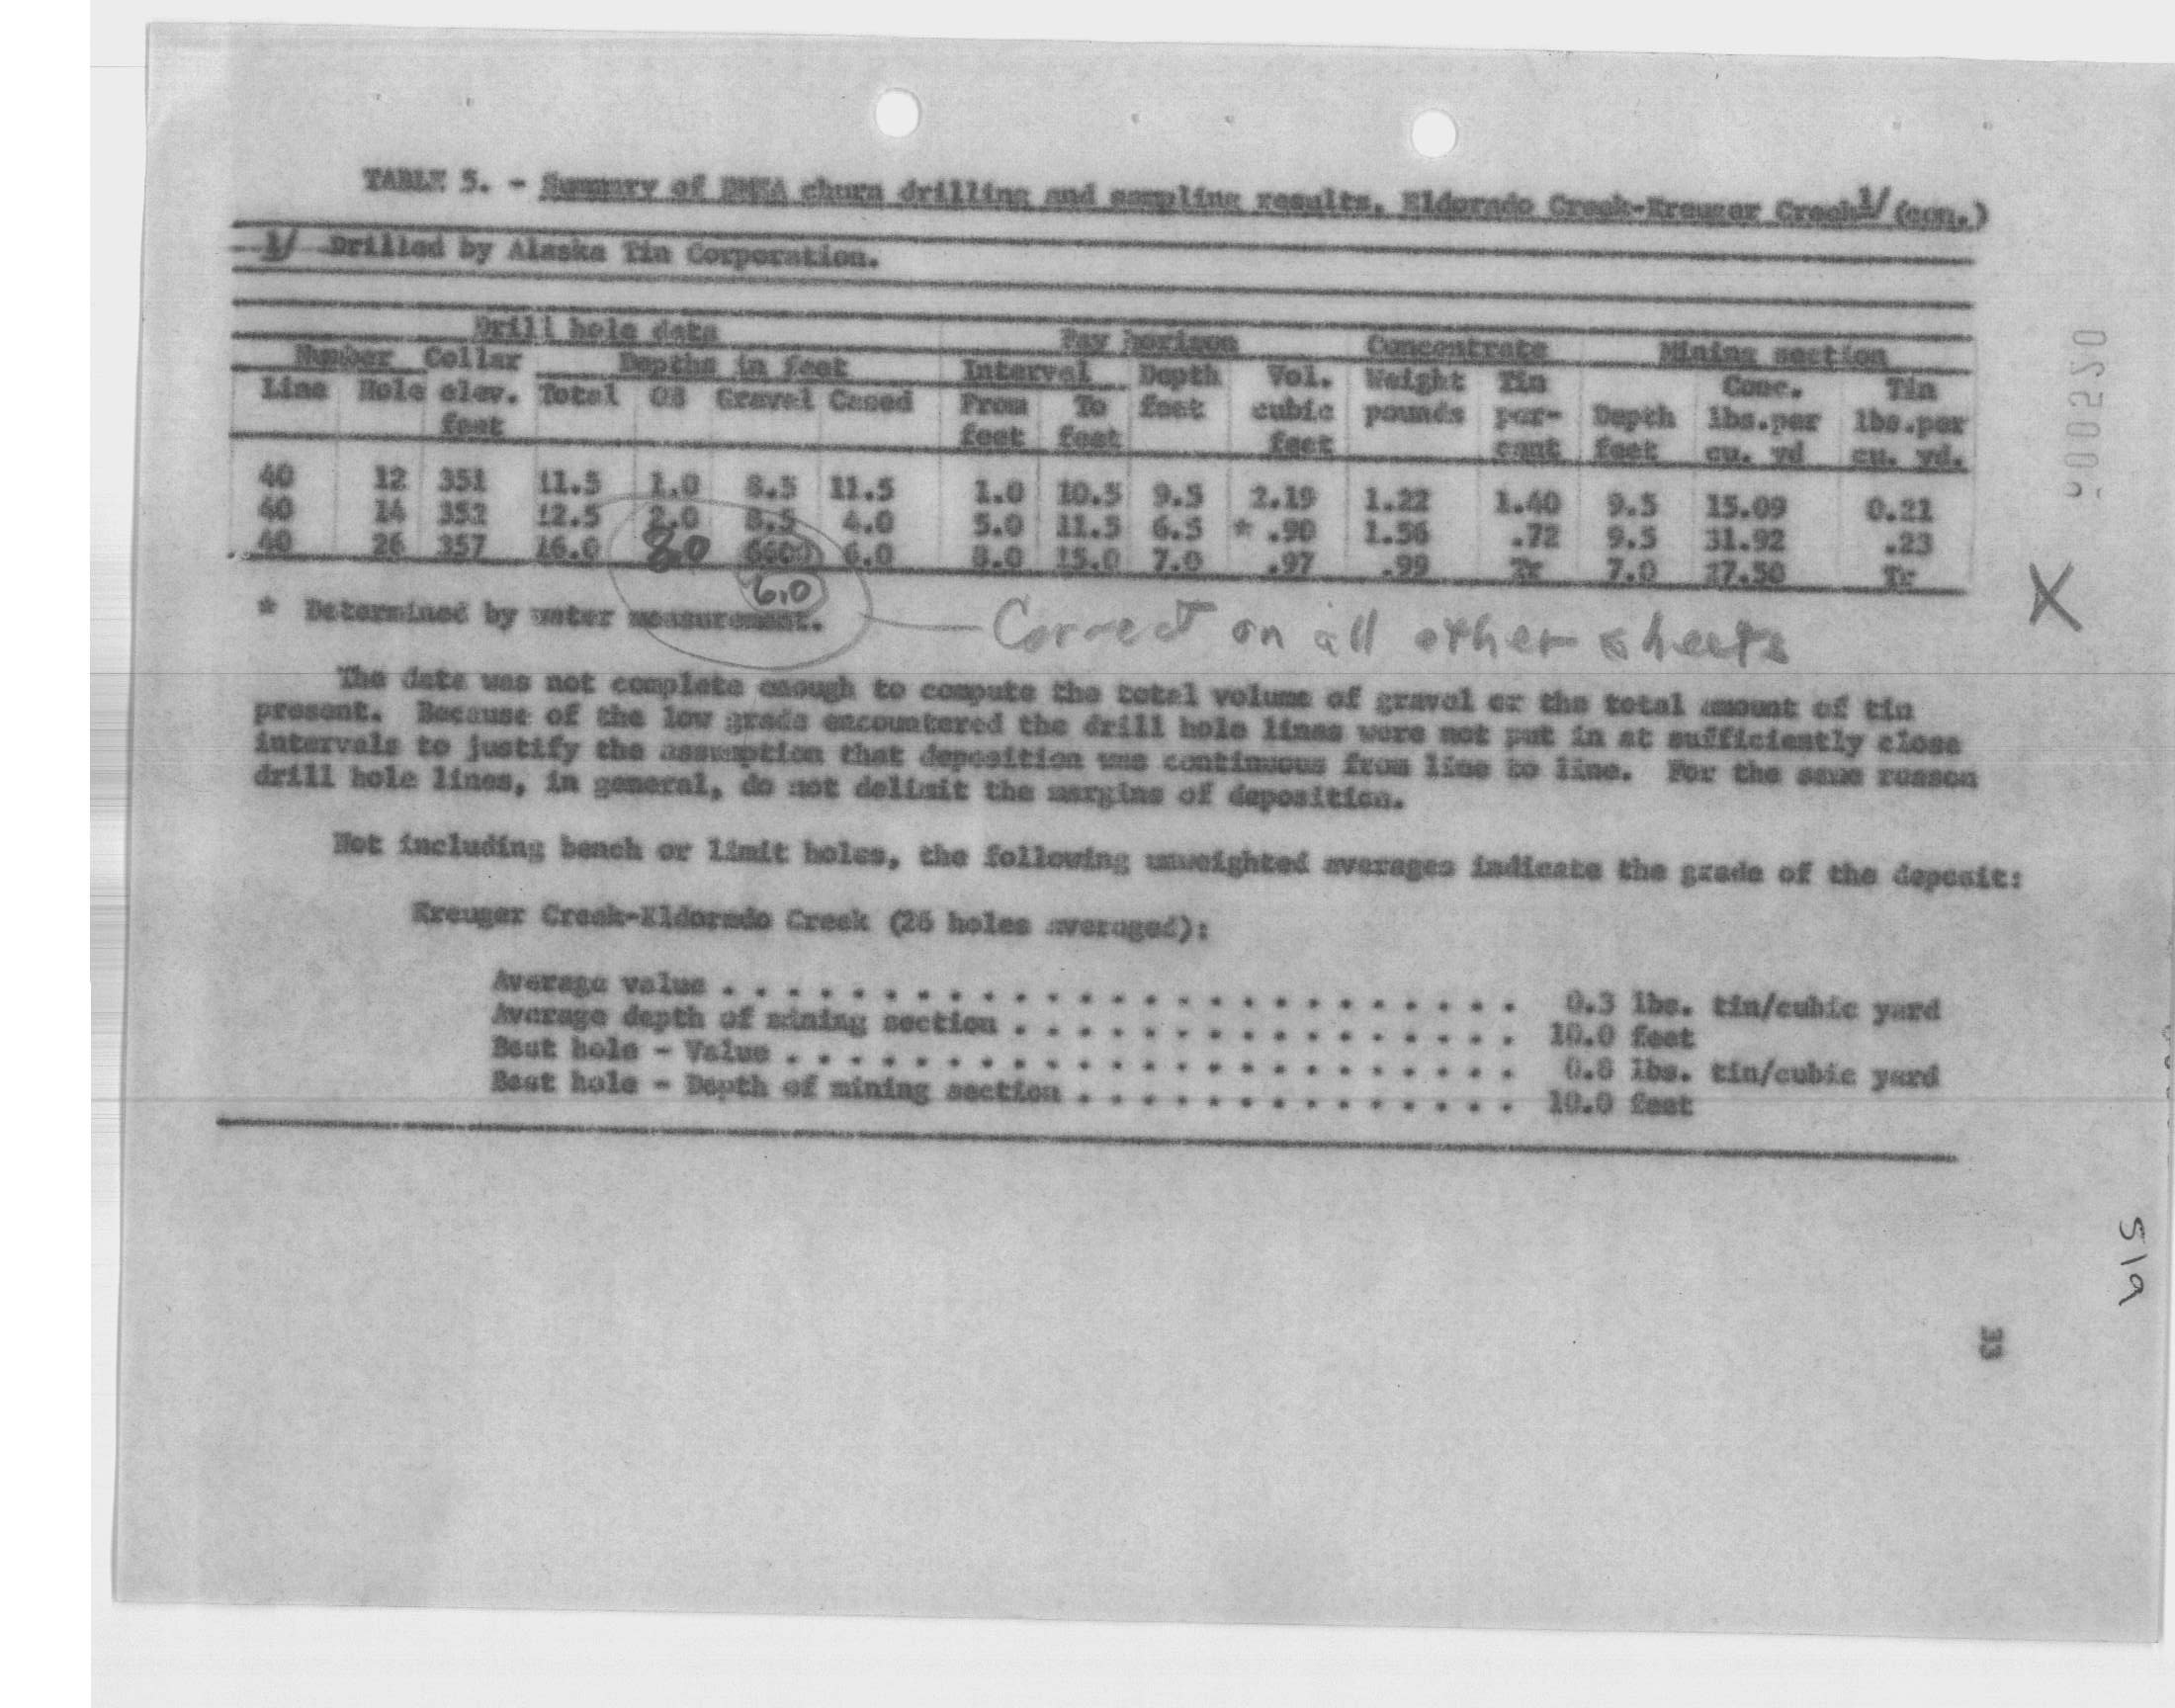 TABLE 5. - Summary of DMEA churn drilling and sampling results, Eldorado Creek-Kreuger Creek 1/ (con.)
1/ Drilled by Alaska Tin Corporation.
Drill hole data Pay horizon Concentrate Mining section
Number Collar Depths in feet Interval Depth Vol. Weight Tin Conc. Tin
Line Hole elev. Total OB Gravel Cased From To feet cubic pounds per- Depth lbs.per lbs.per
feet feet feet feet cent feet cu. yd cu. yd.
40 12 351 11.5 1.0 8.5 11.5 1.0 10.5 9.5 2.19 1.22 1.40 9.5 15.09 0.21
40 14 12.5 2.0 8.5 4.0 5.0 11.5 6.5 * .90 1.56 .72 9.5 31.92 .23
40 26 357 16.0 8.0 6.0 8.0 15.0 7.0 .97 .99 Tr 7.0 27.50 Tr
6.0
* Determined by water measurement.
Correct on all other sheets
The data was not complete enough to compute the total volume of gravel or the total amount of tin
present. Because of the low grade encountered the drill hole lines were not put in at sufficiently close
intervals to justify the assumption that deposition was continuous from line to line. For the same reason
drill hole lines, in general, do not delimit the margins of deposition.
Not including bench or limit holes, the following unweighted averages indicate the grade of the deposit:
Kreuger Creek-Eldorado Creek (26 holes averaged):
Average value . . . . . . . . . . . . . . . . . . . . . . . . . 0.3 lbs. tin/cubic yard
Average depth of mining section . . . . . . . . . . . . . . . . 10.0 feet
Best hole - Value . . . . . . . . . . . . . . . . . . . . . . . 0.8 lbs. tin/cubic yard
Best hole - Depth of mining section . . . . . . . . . . . . . . 10.0 feet
X
519
33